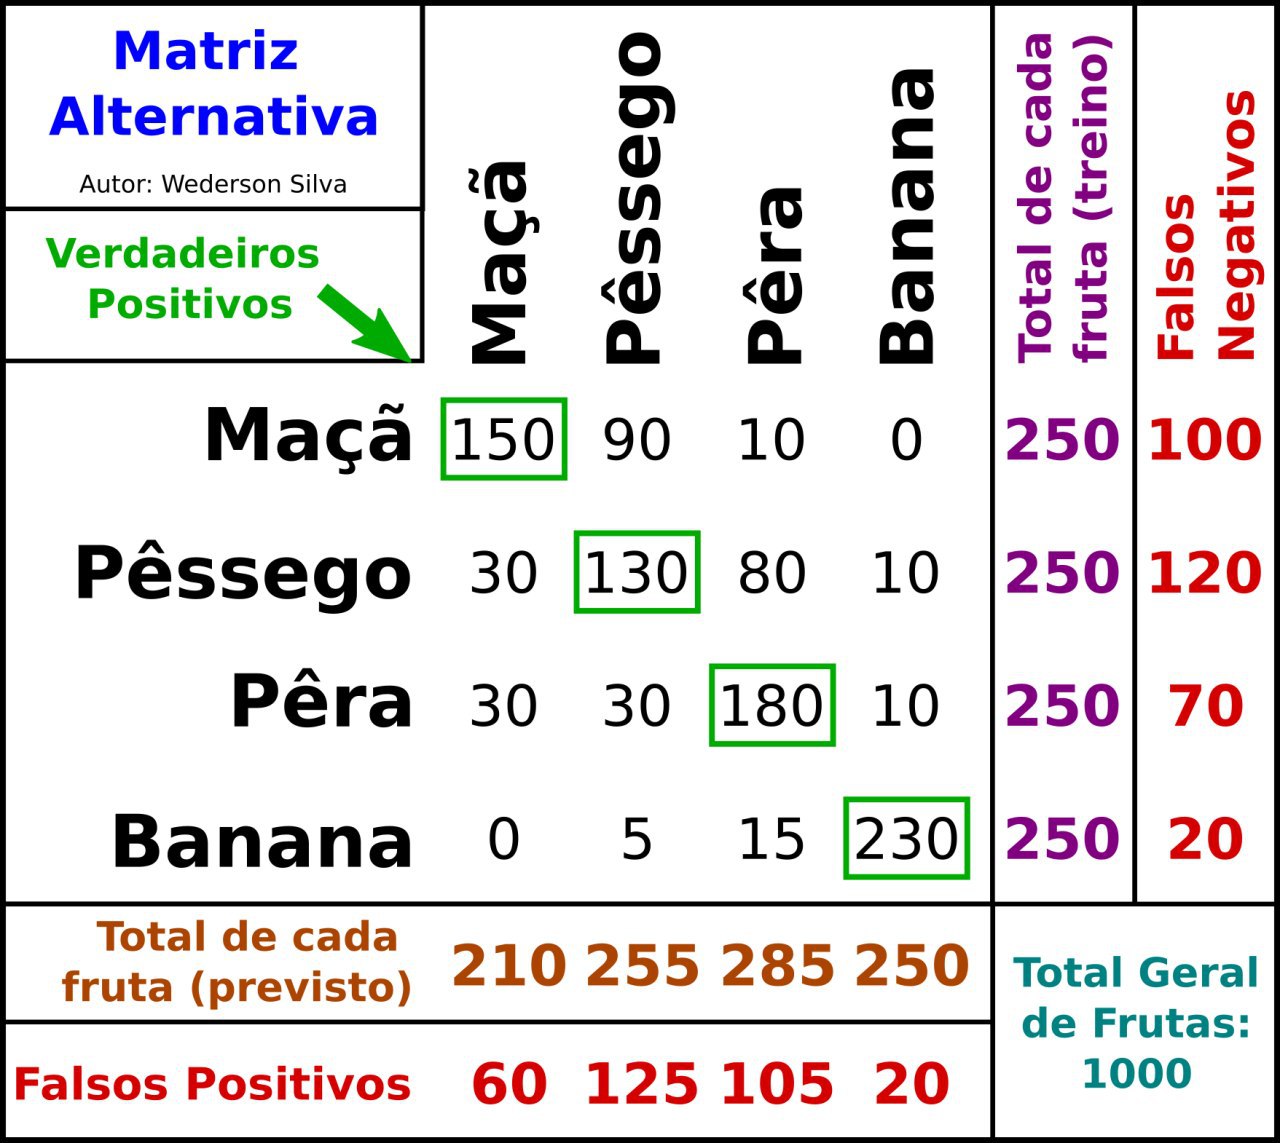 Matriz
Alternativa
Autor: Wederson Silva
Verdadeiros
Positivos
Maçã
Pêssego
Pêra
Banana
Total de cada
fruta (treino)
Falsos
Negativos
Maçã 150 90 10 0 250 100
Pêssego 30 130 80 10 250 120
Pêra 30 30 180 10 250 70
Banana 0 5 15 230 250 20
Total de cada
fruta (previsto)
210 255 285 250
Falsos Positivos 60 125 105 20
Total Geral
de Frutas:
1000